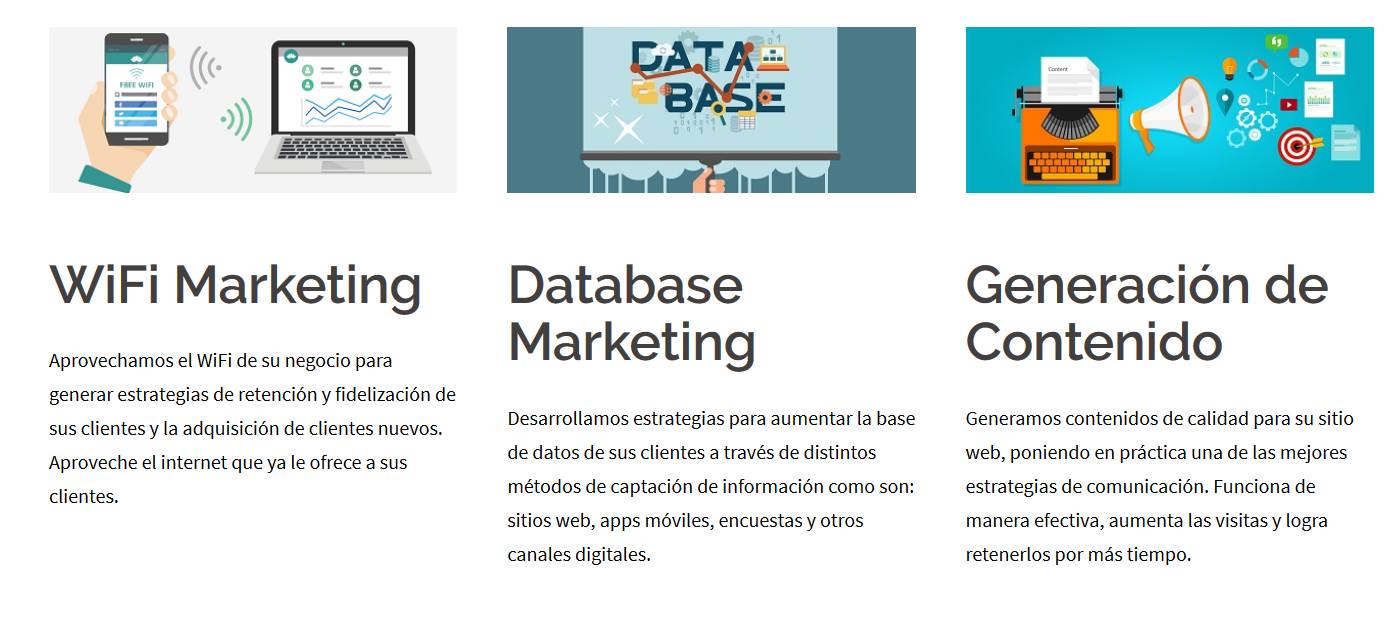 FREE WIFI
DATA
BASE
Content
WiFi Marketing
Aprovechamos el WiFi de su negocio para
generar estrategias de retención y fidelización de
sus clientes y la adquisición de clientes nuevos.
Aproveche el internet que ya le ofrece a sus
clientes.
Database
Marketing
Desarrollamos estrategias para aumentar la base
de datos de sus clientes a través de distintos
métodos de captación de información como son:
sitios web, apps móviles, encuestas y otros
canales digitales.
Generación de
Contenido
Generamos contenidos de calidad para su sitio
web, poniendo en práctica una de las mejores
estrategias de comunicación. Funciona de
manera efectiva, aumenta las visitas y logra
retenerlos por más tiempo.